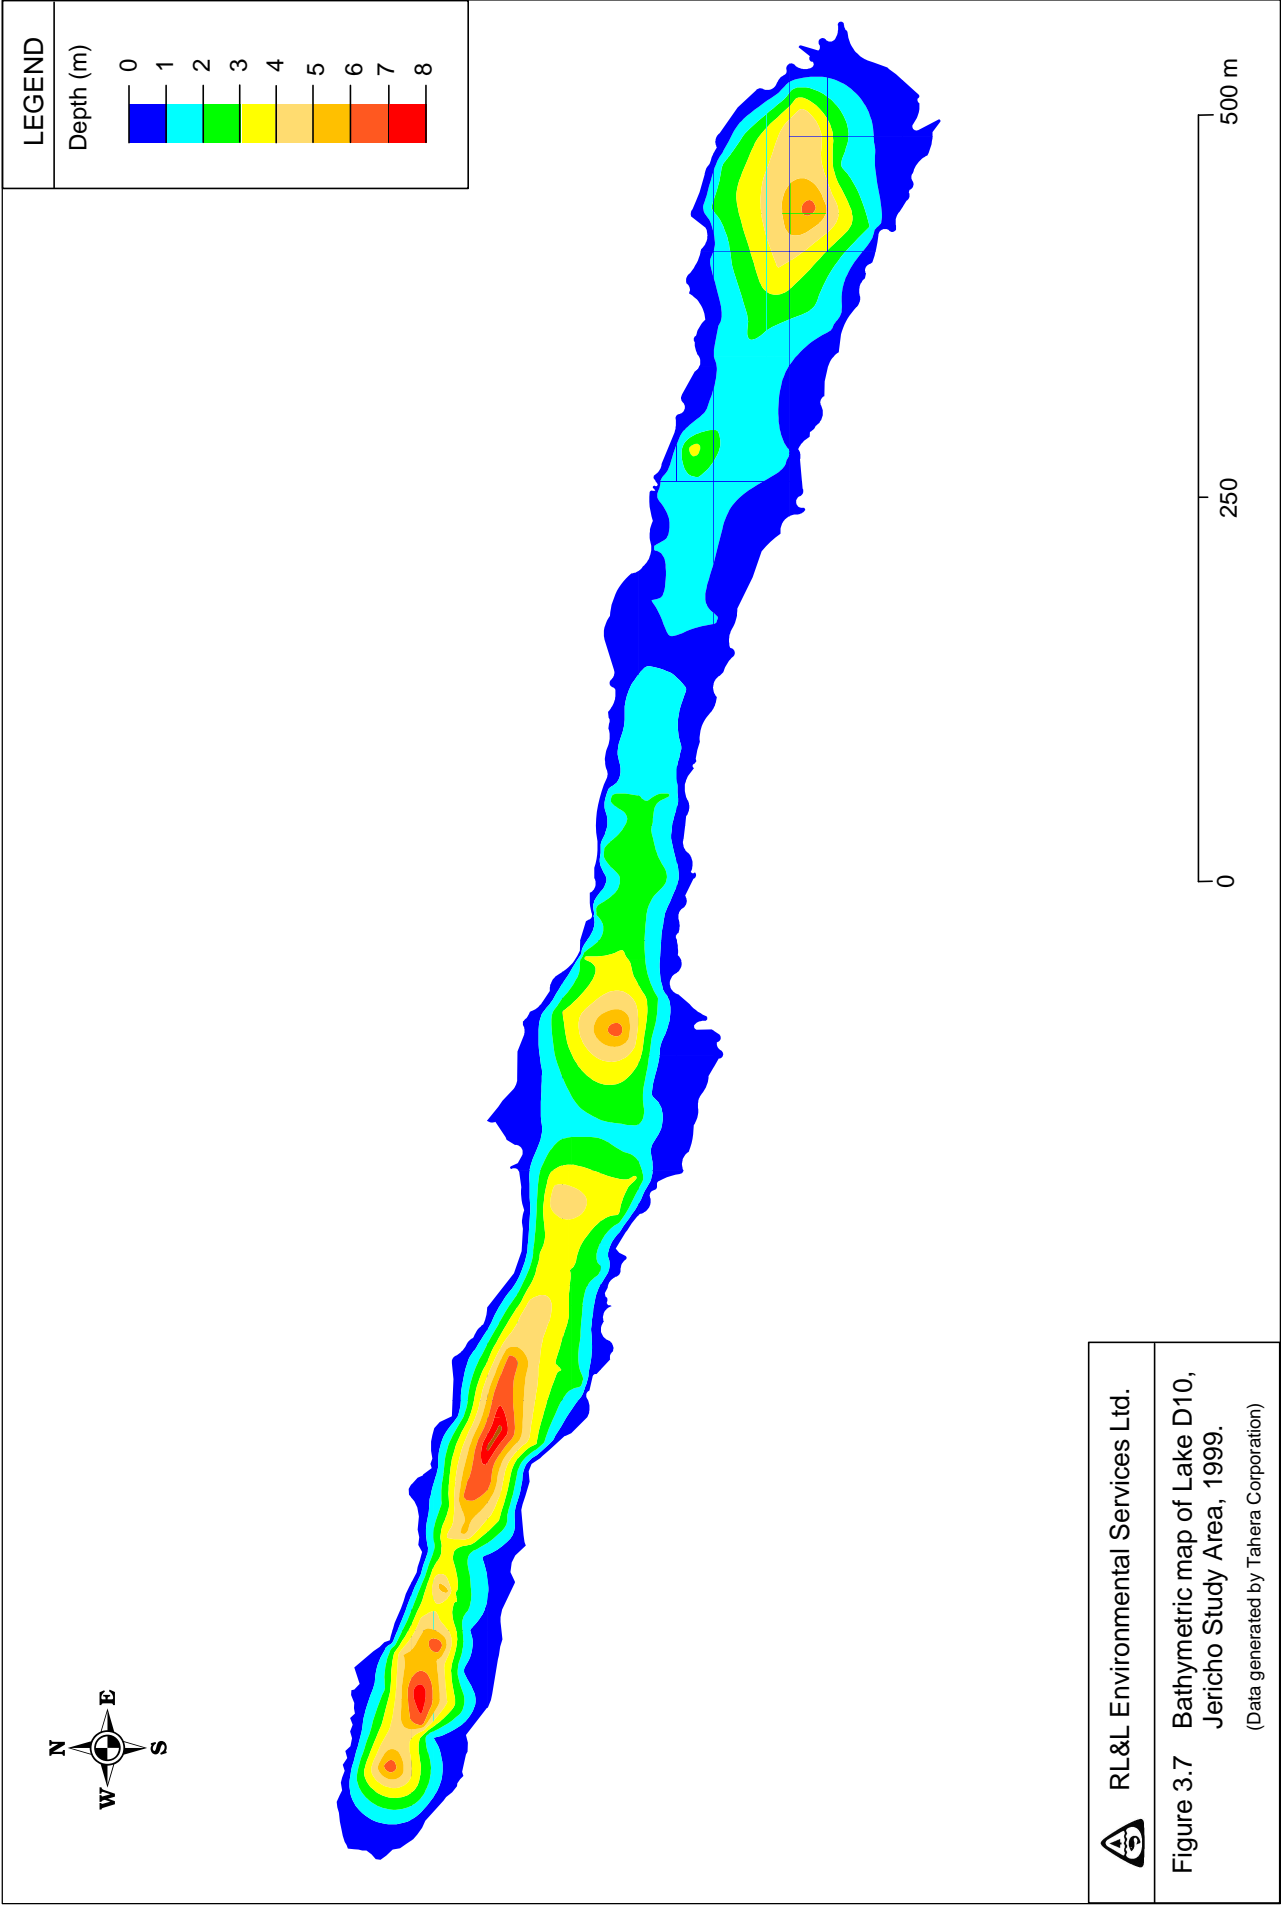 LEGEND
Depth (m)
0
1
2
3
4
5
6
7
8
N
W E
S
0 250 500 m
RL&L Environmental Services Ltd.
Figure 3.7 Bathymetric map of Lake D10,
Jericho Study Area, 1999.
(Data generated by Tahera Corporation)